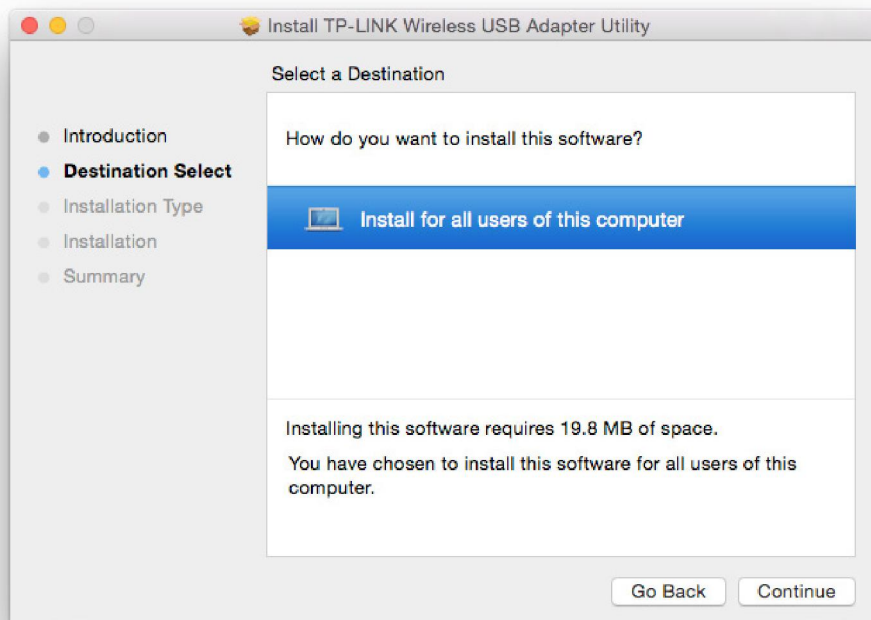 Install TP-LINK Wireless USB Adapter Utility
Select a Destination
Introduction
Destination Select
Installation Type
Installation
Summary
How do you want to install this software?
Install for all users of this computer
Installing this software requires 19.8 MB of space.
You have chosen to install this software for all users of this
computer.
Go Back
Continue